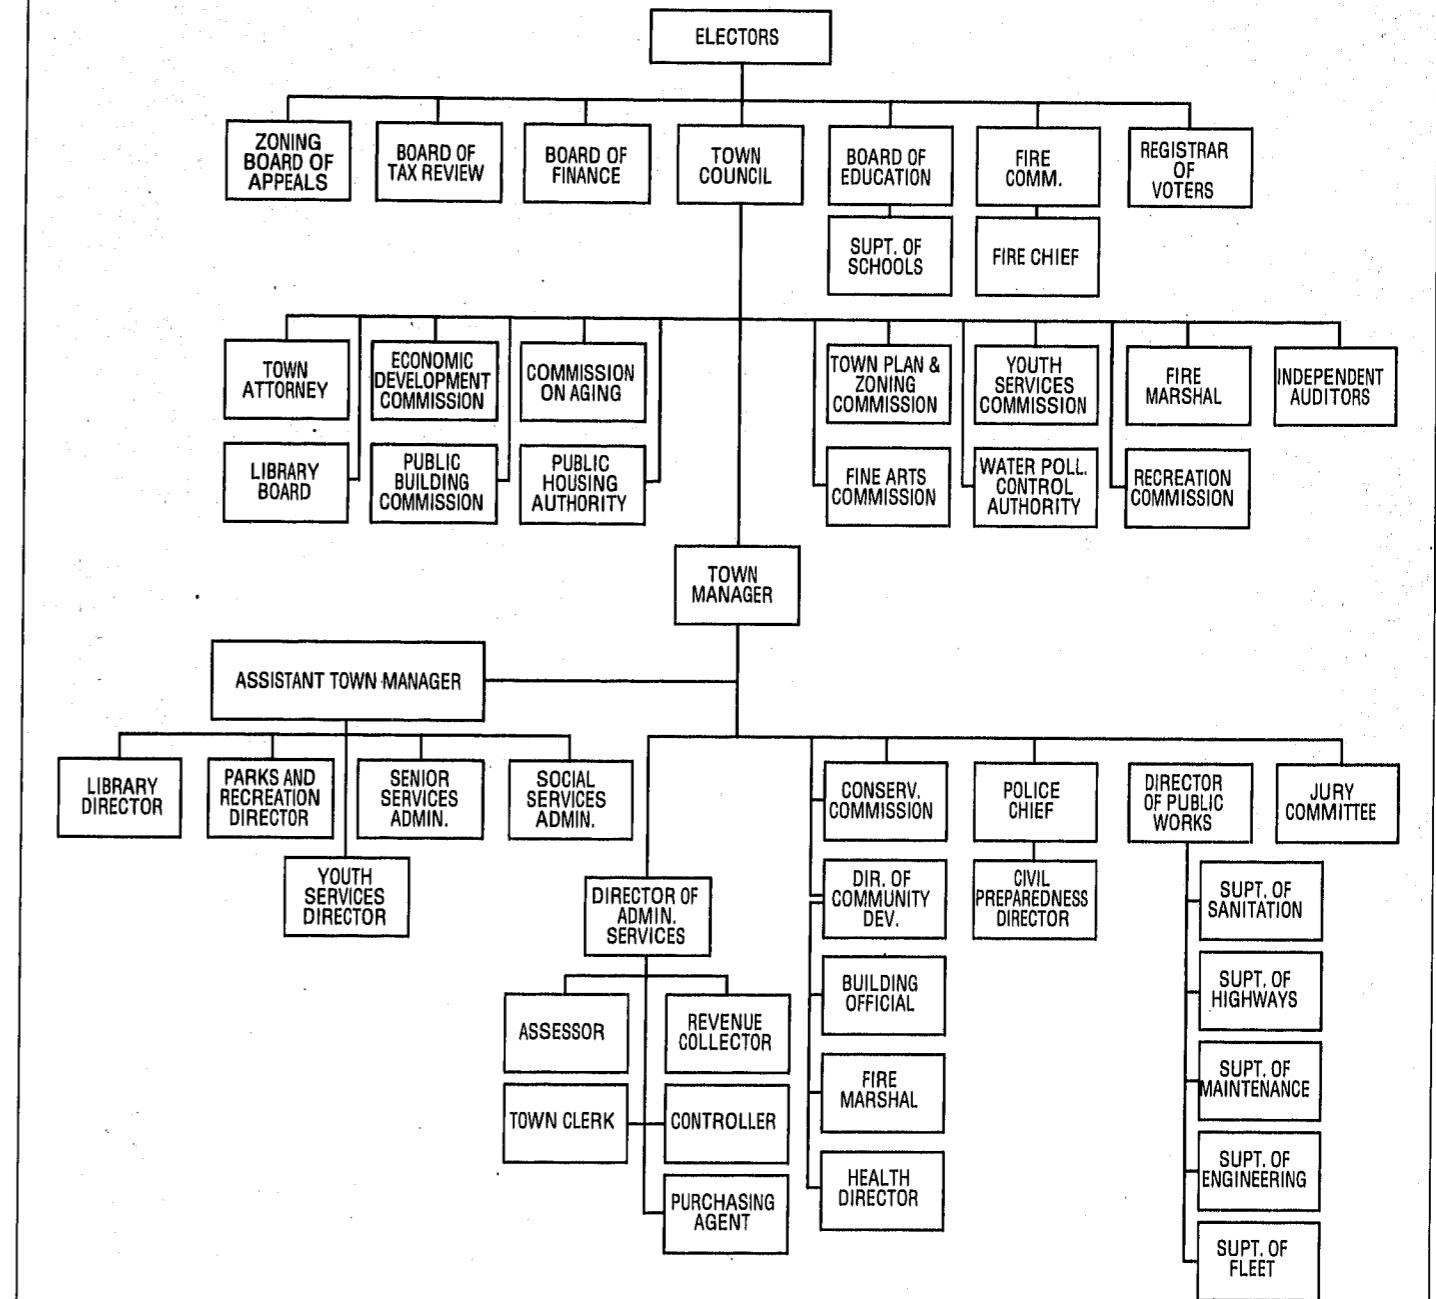 ELECTORS
ZONING
BOARD OF
APPEALS
BOARD OF
TAX REVIEW
BOARD OF
FINANCE
TOWN
COUNCIL
BOARD OF
EDUCATION
FIRE
COMM.
REGISTRAR
OF
VOTERS
SUPT. OF
SCHOOLS
FIRE CHIEF
TOWN
ATTORNEY
ECONOMIC
DEVELOPMENT
COMMISSION
COMMISSION
ON AGING
TOWN PLAN &
ZONING
COMMISSION
YOUTH
SERVICES
COMMISSION
FIRE
MARSHAL
INDEPENDENT
AUDITORS
LIBRARY
BOARD
PUBLIC
BUILDING
COMMISSION
PUBLIC
HOUSING
AUTHORITY
FINE ARTS
COMMISSION
WATER POLL.
CONTROL
AUTHORITY
RECREATION
COMMISSION
TOWN
MANAGER
ASSISTANT TOWN MANAGER
LIBRARY
DIRECTOR
PARKS AND
RECREATION
DIRECTOR
SENIOR
SERVICES
ADMIN.
SOCIAL
SERVICES
ADMIN.
YOUTH
SERVICES
DIRECTOR
CONSERV.
COMMISSION
POLICE
CHIEF
DIRECTOR
OF PUBLIC
WORKS
JURY
COMMITTEE
DIRECTOR OF
ADMIN.
SERVICES
DIR. OF
COMMUNITY
DEV.
CIVIL
PREPAREDNESS
DIRECTOR
SUPT. OF
SANITATION
ASSESSOR
REVENUE
COLLECTOR
BUILDING
OFFICIAL
SUPT. OF
HIGHWAYS
TOWN CLERK
CONTROLLER
FIRE
MARSHAL
SUPT. OF
MAINTENANCE
PURCHASING
AGENT
HEALTH
DIRECTOR
SUPT. OF
ENGINEERING
SUPT. OF
FLEET